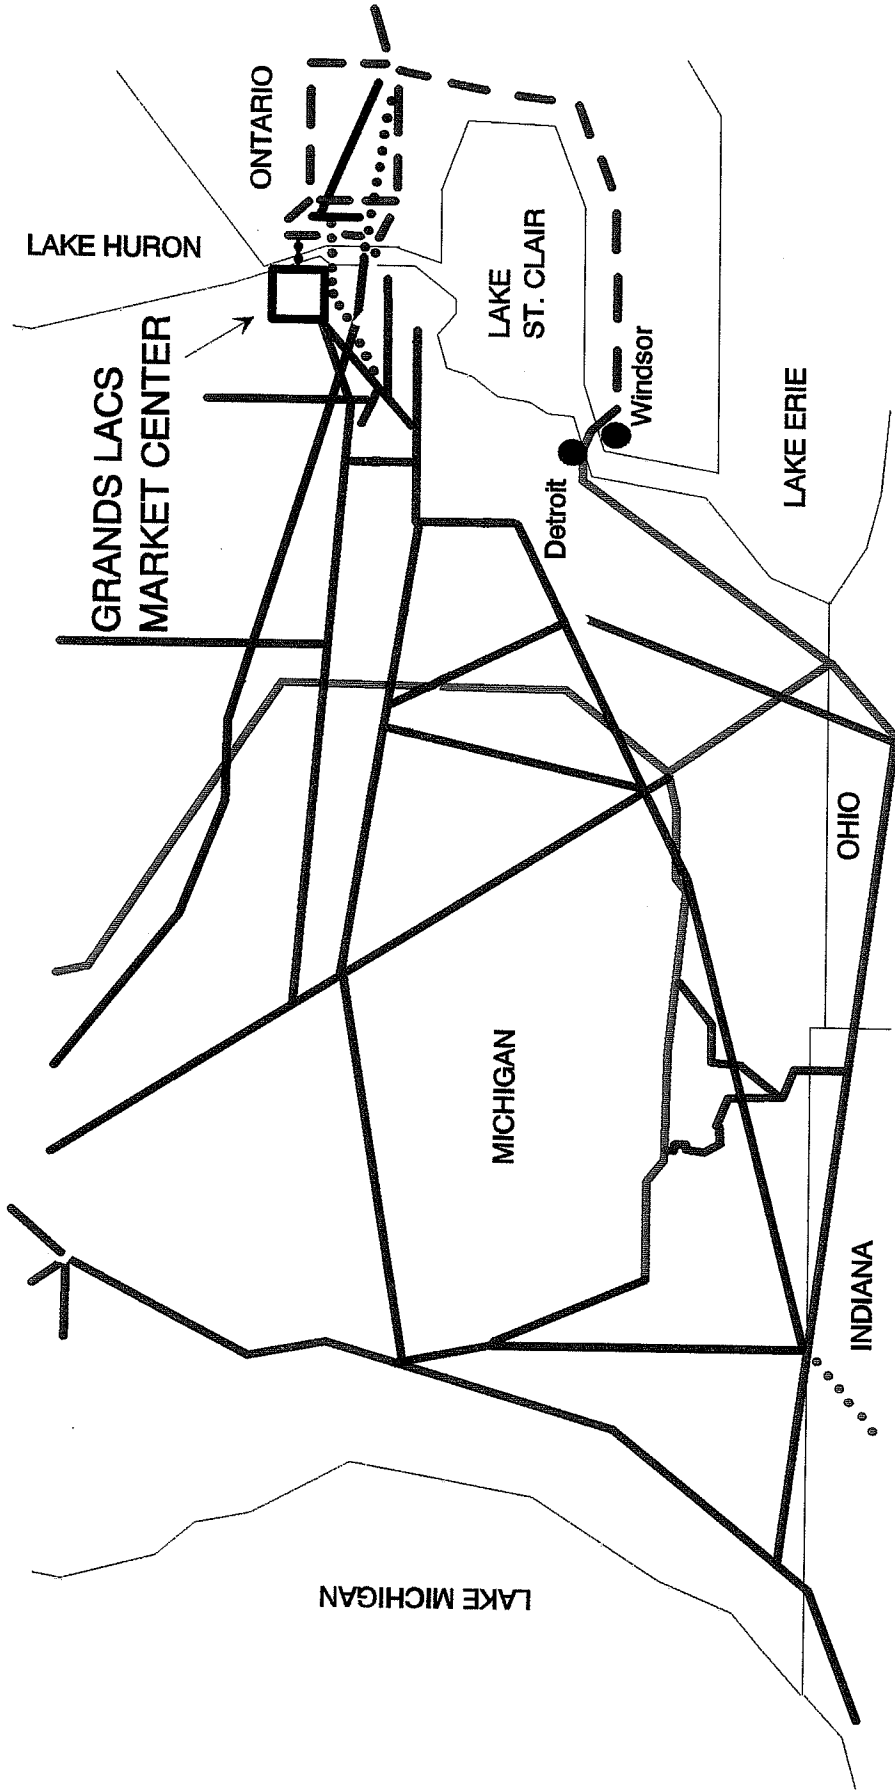 GRANDS LACS
MARKET CENTER
LAKE HURON
ONTARIO
LAKE
ST. CLAIR
Windsor
Detroit
LAKE ERIE
MICHIGAN
OHIO
INDIANA
LAKE MICHIGAN